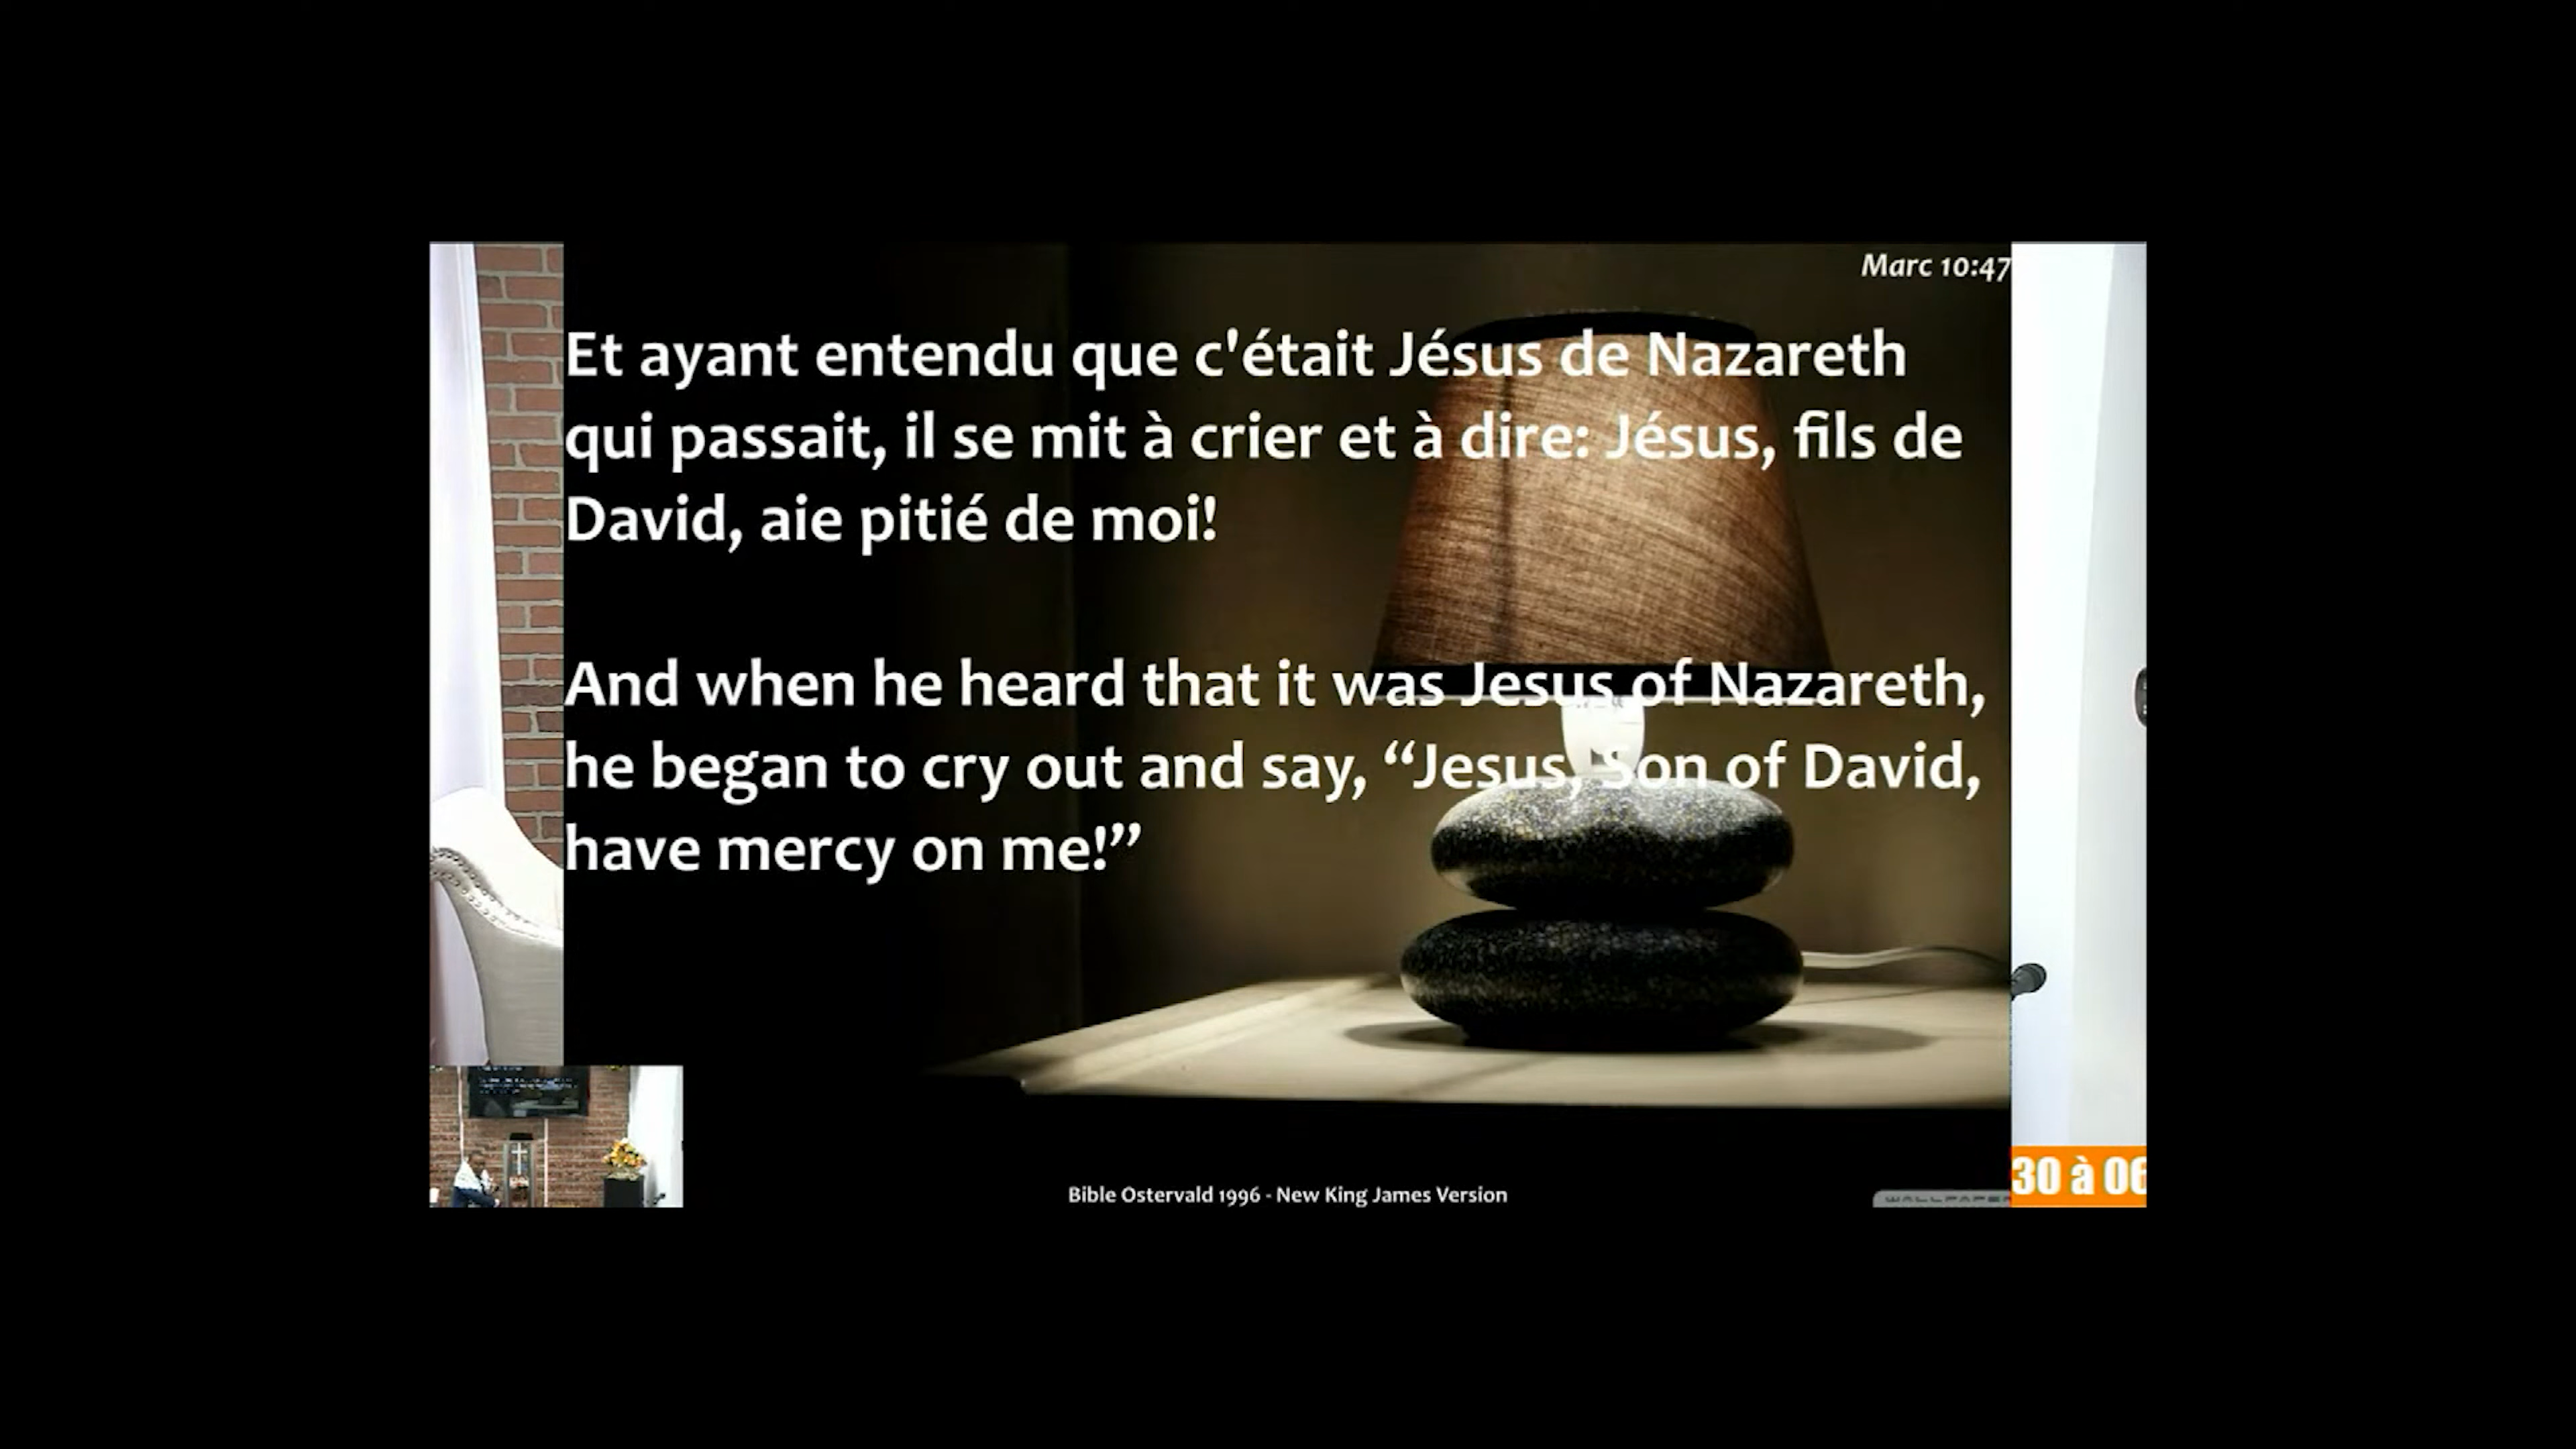 Marc 10:47
Et ayant entendu que c'était Jésus de Nazareth
qui passait, il se mit à crier et à dire: Jésus, fils de
David, aie pitié de moi!
And when he heard that it was Jesus of Nazareth,
he began to cry out and say, “Jesus, Son of David,
have mercy on me!”
30 à 06
Bible Ostervald 1996 - New King James Version